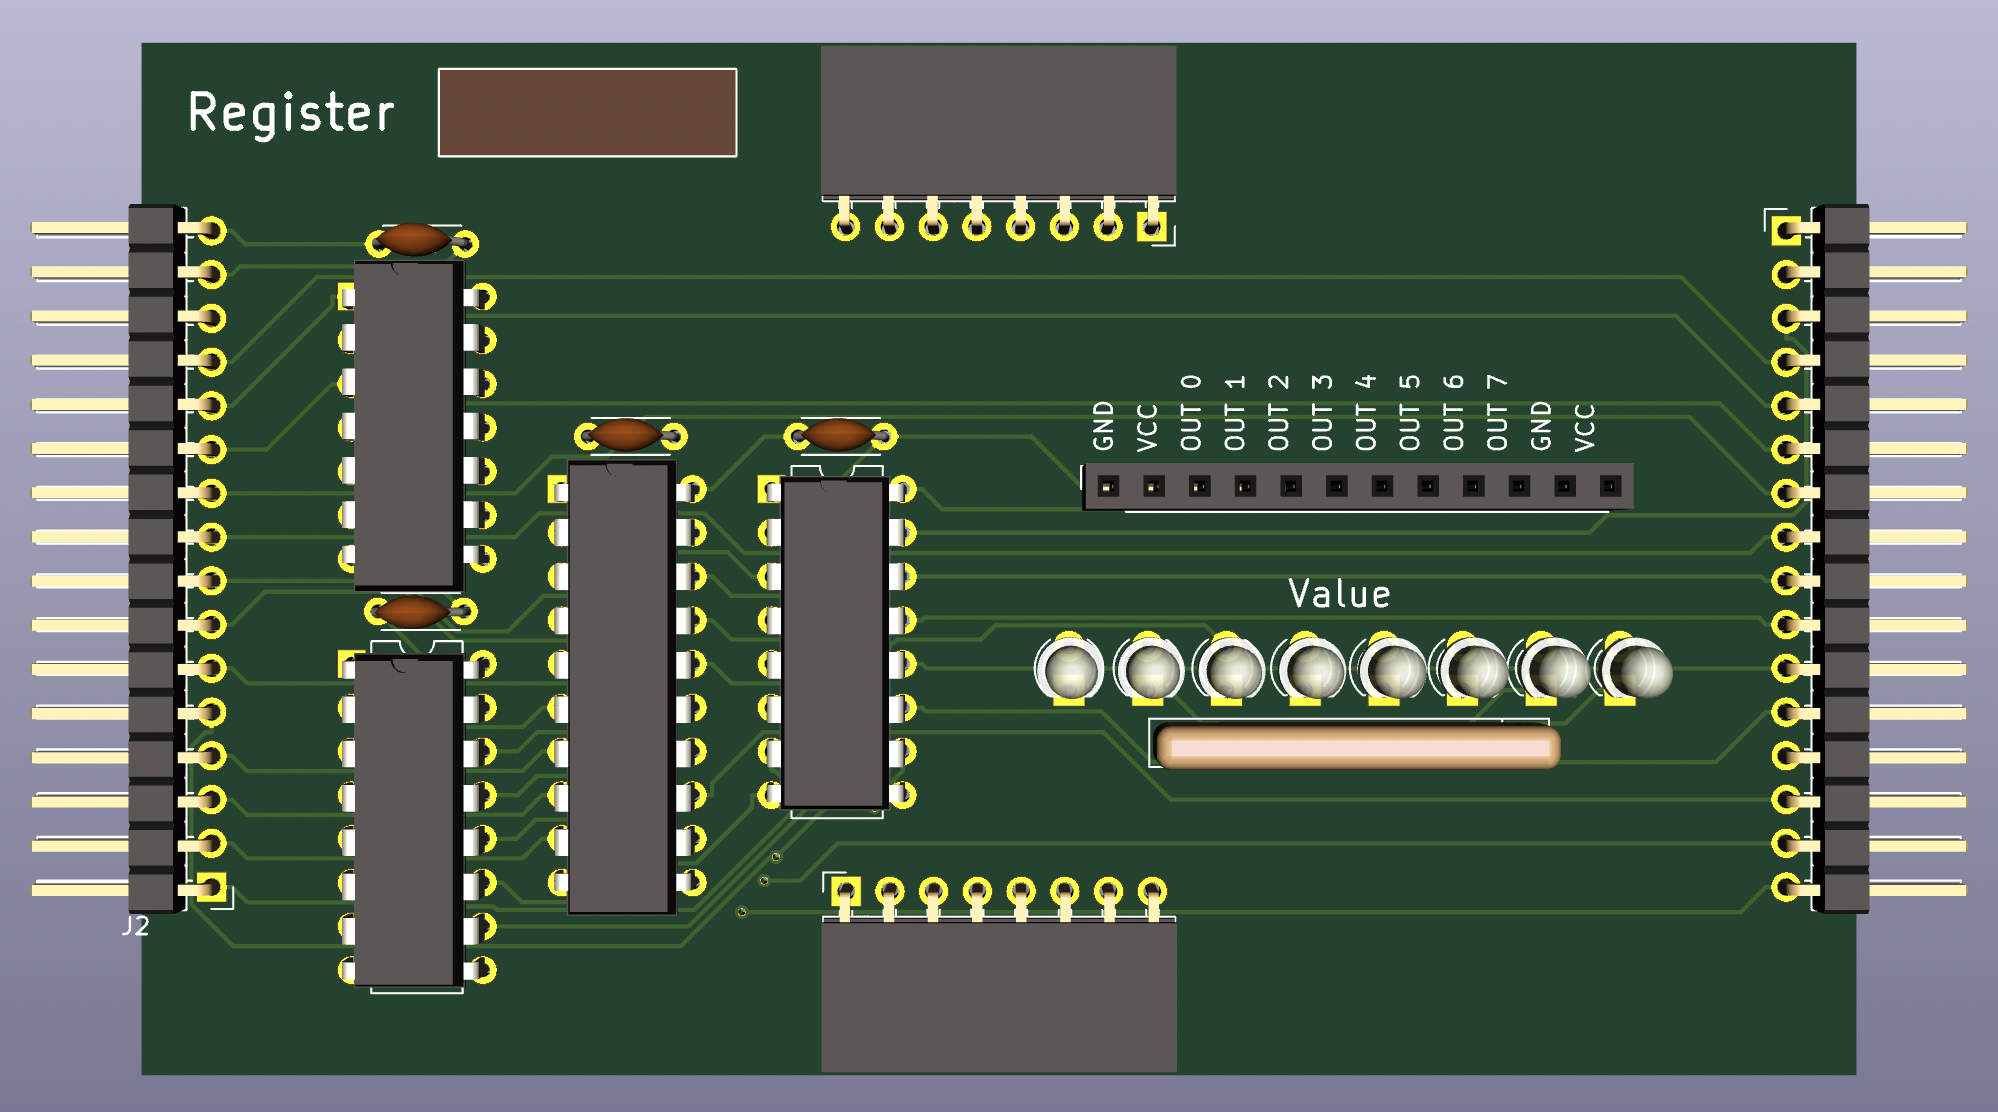 Register
GND
VCC
OUT 0
OUT 1
OUT 2
OUT 3
OUT 4
OUT 5
OUT 6
OUT 7
GND
VCC
Value
J2